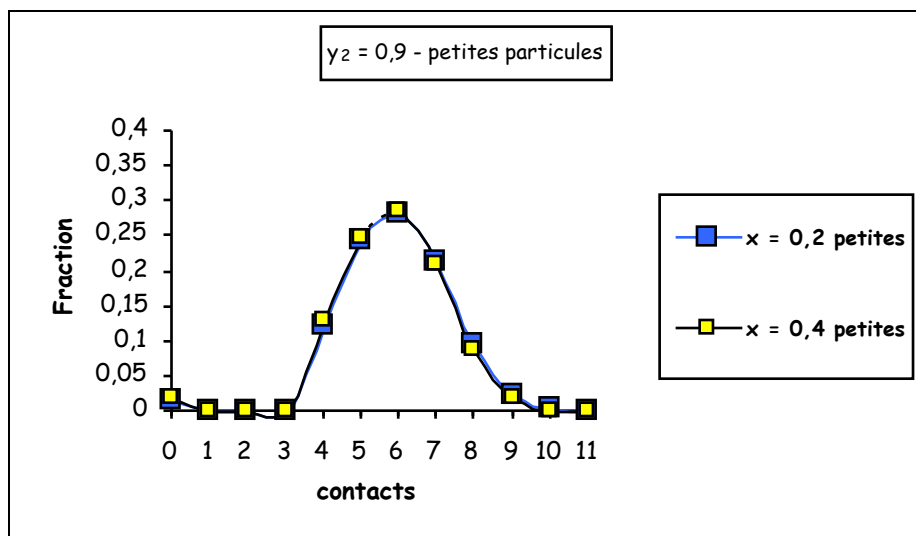 y2 = 0,9 - petites particules
0,4
0,35
0,3
0,25
0,2
0,15
0,1
0,05
0
Fraction
0 1 2 3 4 5 6 7 8 9 10 11
contacts
x = 0,2 petites
x = 0,4 petites